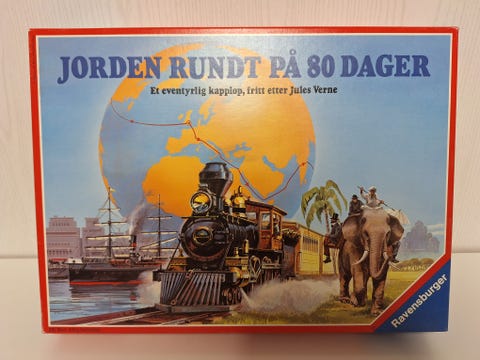 JORDEN RUNDT PÅ 80 DAGER
Et eventyrlig kappløp, fritt etter Jules Verne
Ravensburger